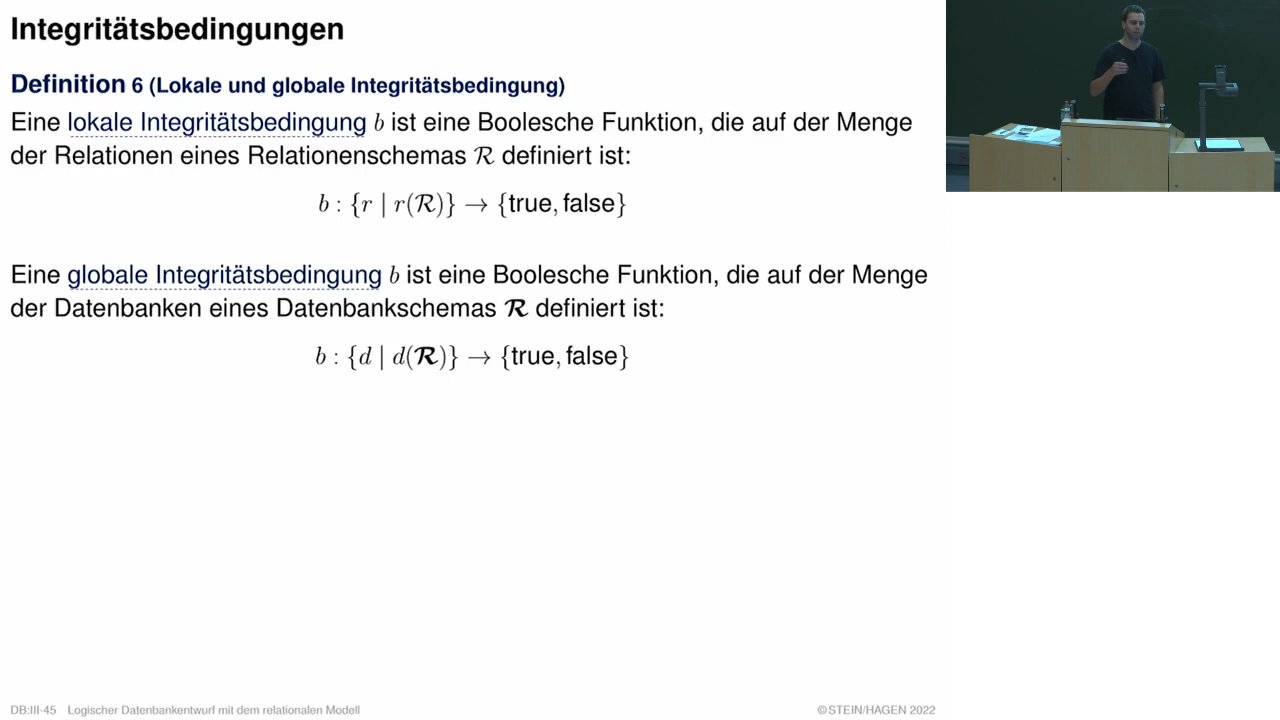 Integritätsbedingungen
Definition 6 (Lokale und globale Integritätsbedingung)
Eine lokale Integritätsbedingung b ist eine Boolesche Funktion, die auf der Menge
der Relationen eines Relationenschemas ℛ definiert ist:
b : {r | r(ℛ)} → {true, false}
Eine globale Integritätsbedingung b ist eine Boolesche Funktion, die auf der Menge
der Datenbanken eines Datenbankschemas 𝓡 definiert ist:
b : {d | d(𝓡)} → {true, false}
DB:III-45 Logischer Datenbankentwurf mit dem relationalen Modell
© STEIN/HAGEN 2022